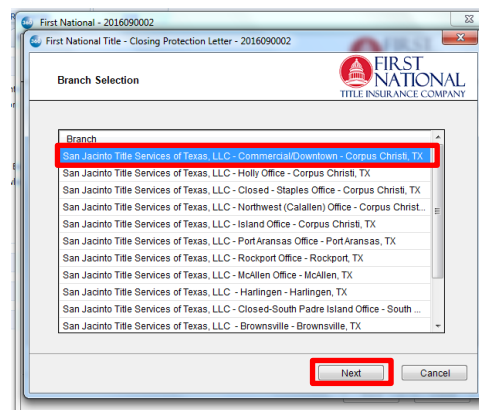 First National - 2016090002
First National Title - Closing Protection Letter - 2016090002
Branch Selection
FIRST
NATIONAL
TITLE INSURANCE COMPANY
Branch
San Jacinto Title Services of Texas, LLC - Commercial/Downtown - Corpus Christi, TX
San Jacinto Title Services of Texas, LLC - Holly Office - Corpus Christi, TX
San Jacinto Title Services of Texas, LLC - Closed - Staples Office - Corpus Christi, TX
San Jacinto Title Services of Texas, LLC - Northwest (Calallen) Office - Corpus Christ...
San Jacinto Title Services of Texas, LLC - Island Office - Corpus Christi, TX
San Jacinto Title Services of Texas, LLC - Port Aransas Office - Port Aransas, TX
San Jacinto Title Services of Texas, LLC - Rockport Office - Rockport, TX
San Jacinto Title Services of Texas, LLC - McAllen Office - McAllen, TX
San Jacinto Title Services of Texas, LLC - Harlingen - Harlingen, TX
San Jacinto Title Services of Texas, LLC - Closed-South Padre Island Office - South ...
San Jacinto Title Services of Texas, LLC - Brownsville - Brownsville, TX
Next Cancel